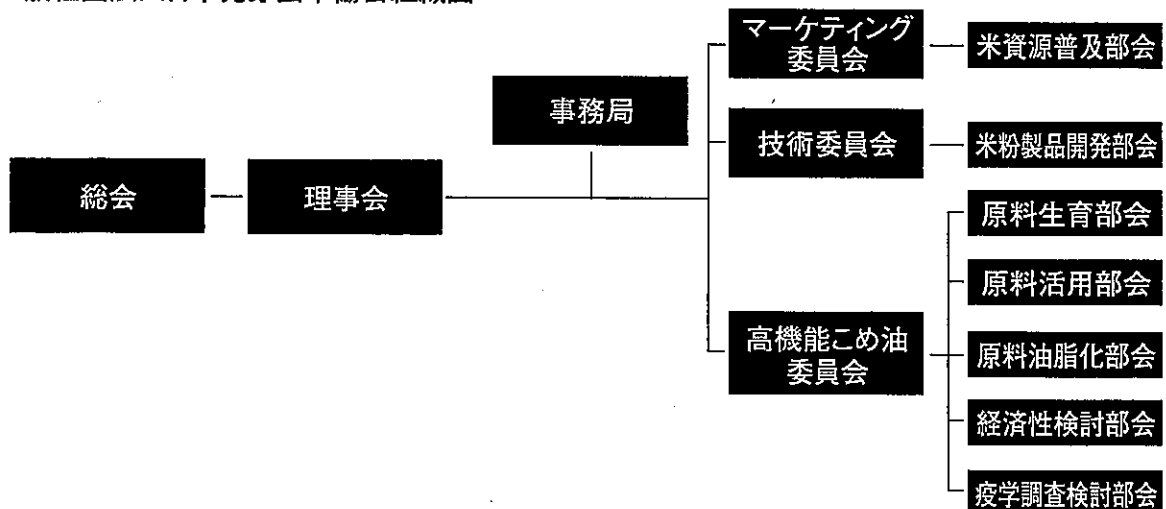 マーケティング
委員会
米資源普及部会
事務局
技術委員会
米粉製品開発部会
総会
理事会
原料生育部会
原料活用部会
高機能こめ油
委員会
原料油脂化部会
経済性検討部会
疫学調査検討部会